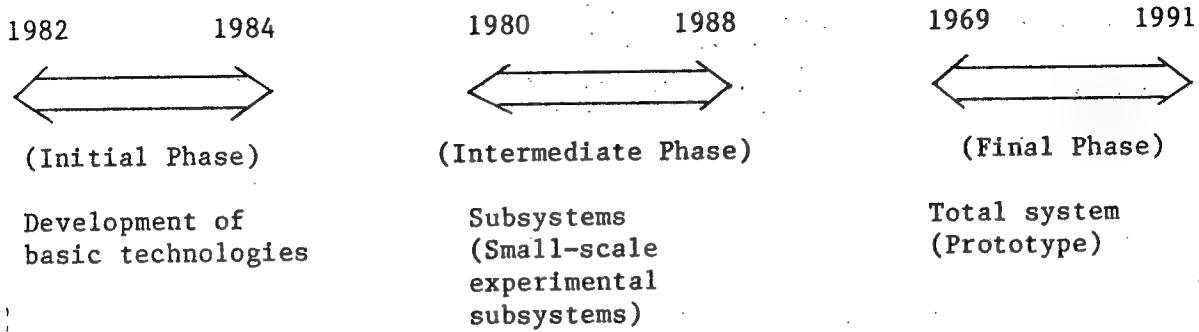 1982 1984 1980 1988 1969 1991
(Initial Phase) (Intermediate Phase) (Final Phase)
Development of
basic technologies
Subsystems
(Small-scale
experimental
subsystems)
Total system
(Prototype)